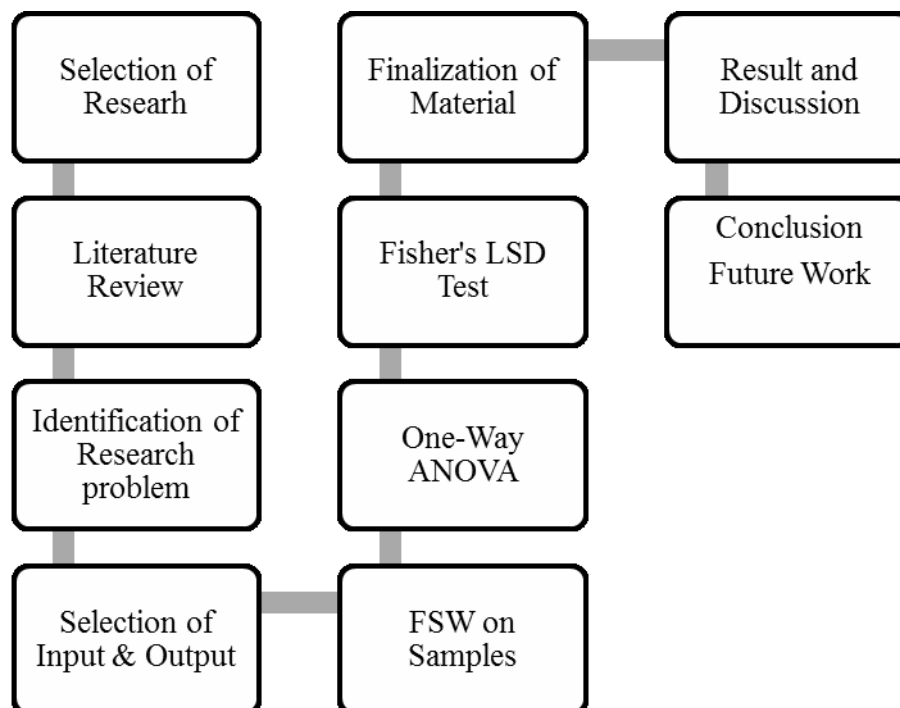 Selection of
Researh
Literature
Review
Identification of
Research
problem
Selection of
Input & Output
FSW on
Samples
One-Way
ANOVA
Fisher's LSD
Test
Finalization of
Material
Result and
Discussion
Conclusion
Future Work